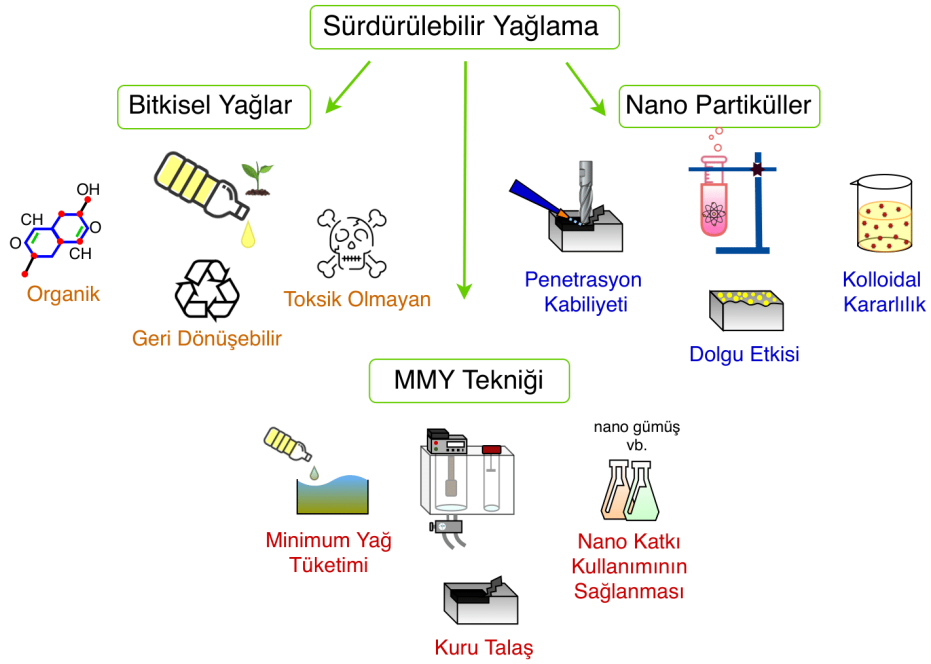 Sürdürülebilir Yağlama
Bitkisel Yağlar
Nano Partiküller
OH
CH
O
O
CH
Organik
Geri Dönüşebilir
Toksik Olmayan
Penetrasyon
Kabiliyeti
Kolloidal
Kararlılık
Dolgu Etkisi
MMY Tekniği
nano gümüş
vb.
Minimum Yağ
Tüketimi
Nano Katkı
Kullanımının
Sağlanması
Kuru Talaş